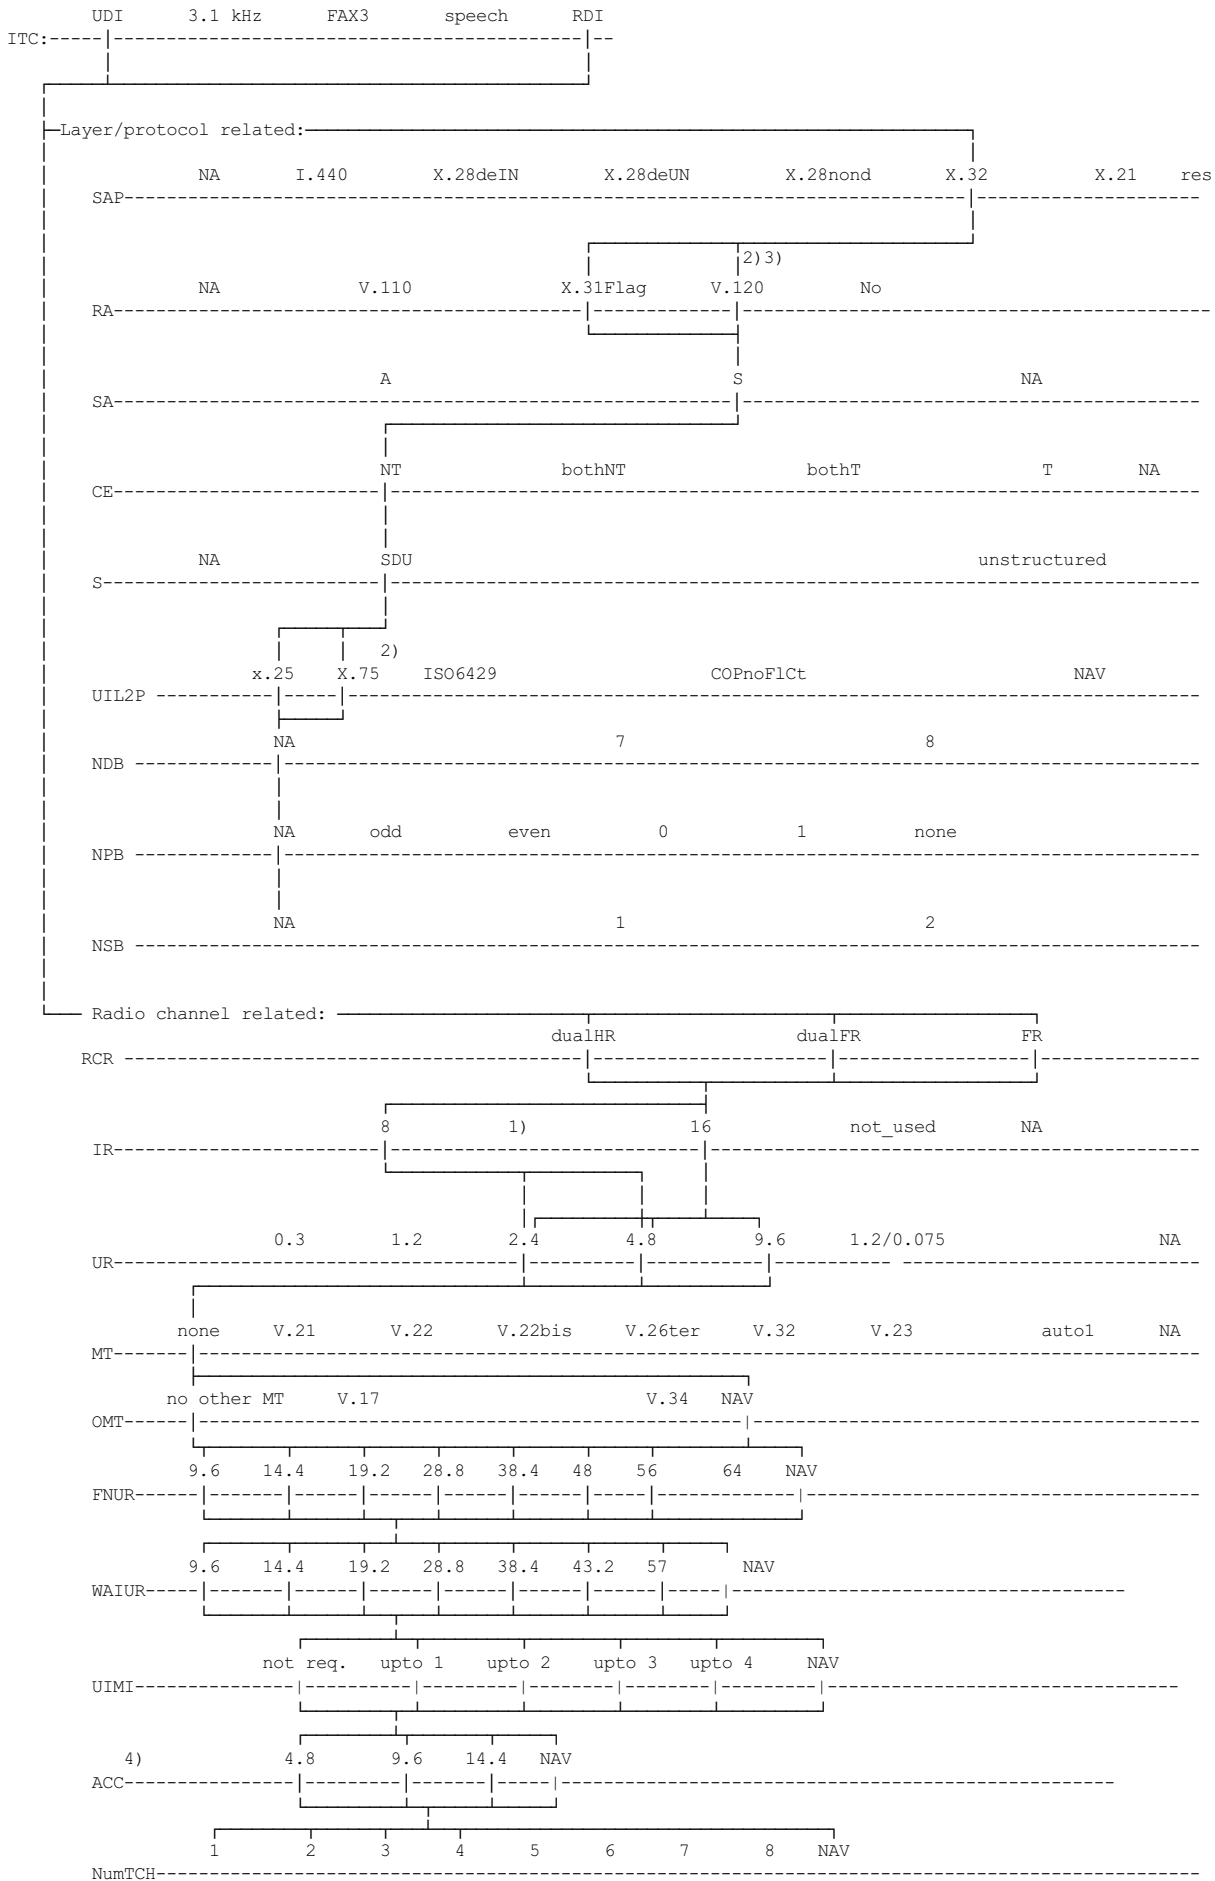 UDI 3.1 kHz FAX3 speech RDI
ITC:
Layer/protocol related:
NA I.440 X.28deIN X.28deUN X.28nond X.32 X.21 res
SAP
2)3)
NA V.110 X.31Flag V.120 No
RA
A S NA
SA
NT bothNT bothT T NA
CE
NA SDU unstructured
S
2)
x.25 X.75 ISO6429 COPnoFlCt NAV
UIL2P
NA 7 8
NDB
NA odd even 0 1 none
NPB
NA 1 2
NSB
Radio channel related:
dualHR dualFR FR
RCR
8 1) 16 not_used NA
IR
0.3 1.2 2.4 4.8 9.6 1.2/0.075 NA
UR
none V.21 V.22 V.22bis V.26ter V.32 V.23 auto1 NA
MT
no other MT V.17 V.34 NAV
OMT
9.6 14.4 19.2 28.8 38.4 48 56 64 NAV
FNUR
9.6 14.4 19.2 28.8 38.4 43.2 57 NAV
WAIUR
not req. upto 1 upto 2 upto 3 upto 4 NAV
UIMI
4) 4.8 9.6 14.4 NAV
ACC
1 2 3 4 5 6 7 8 NAV
NumTCH